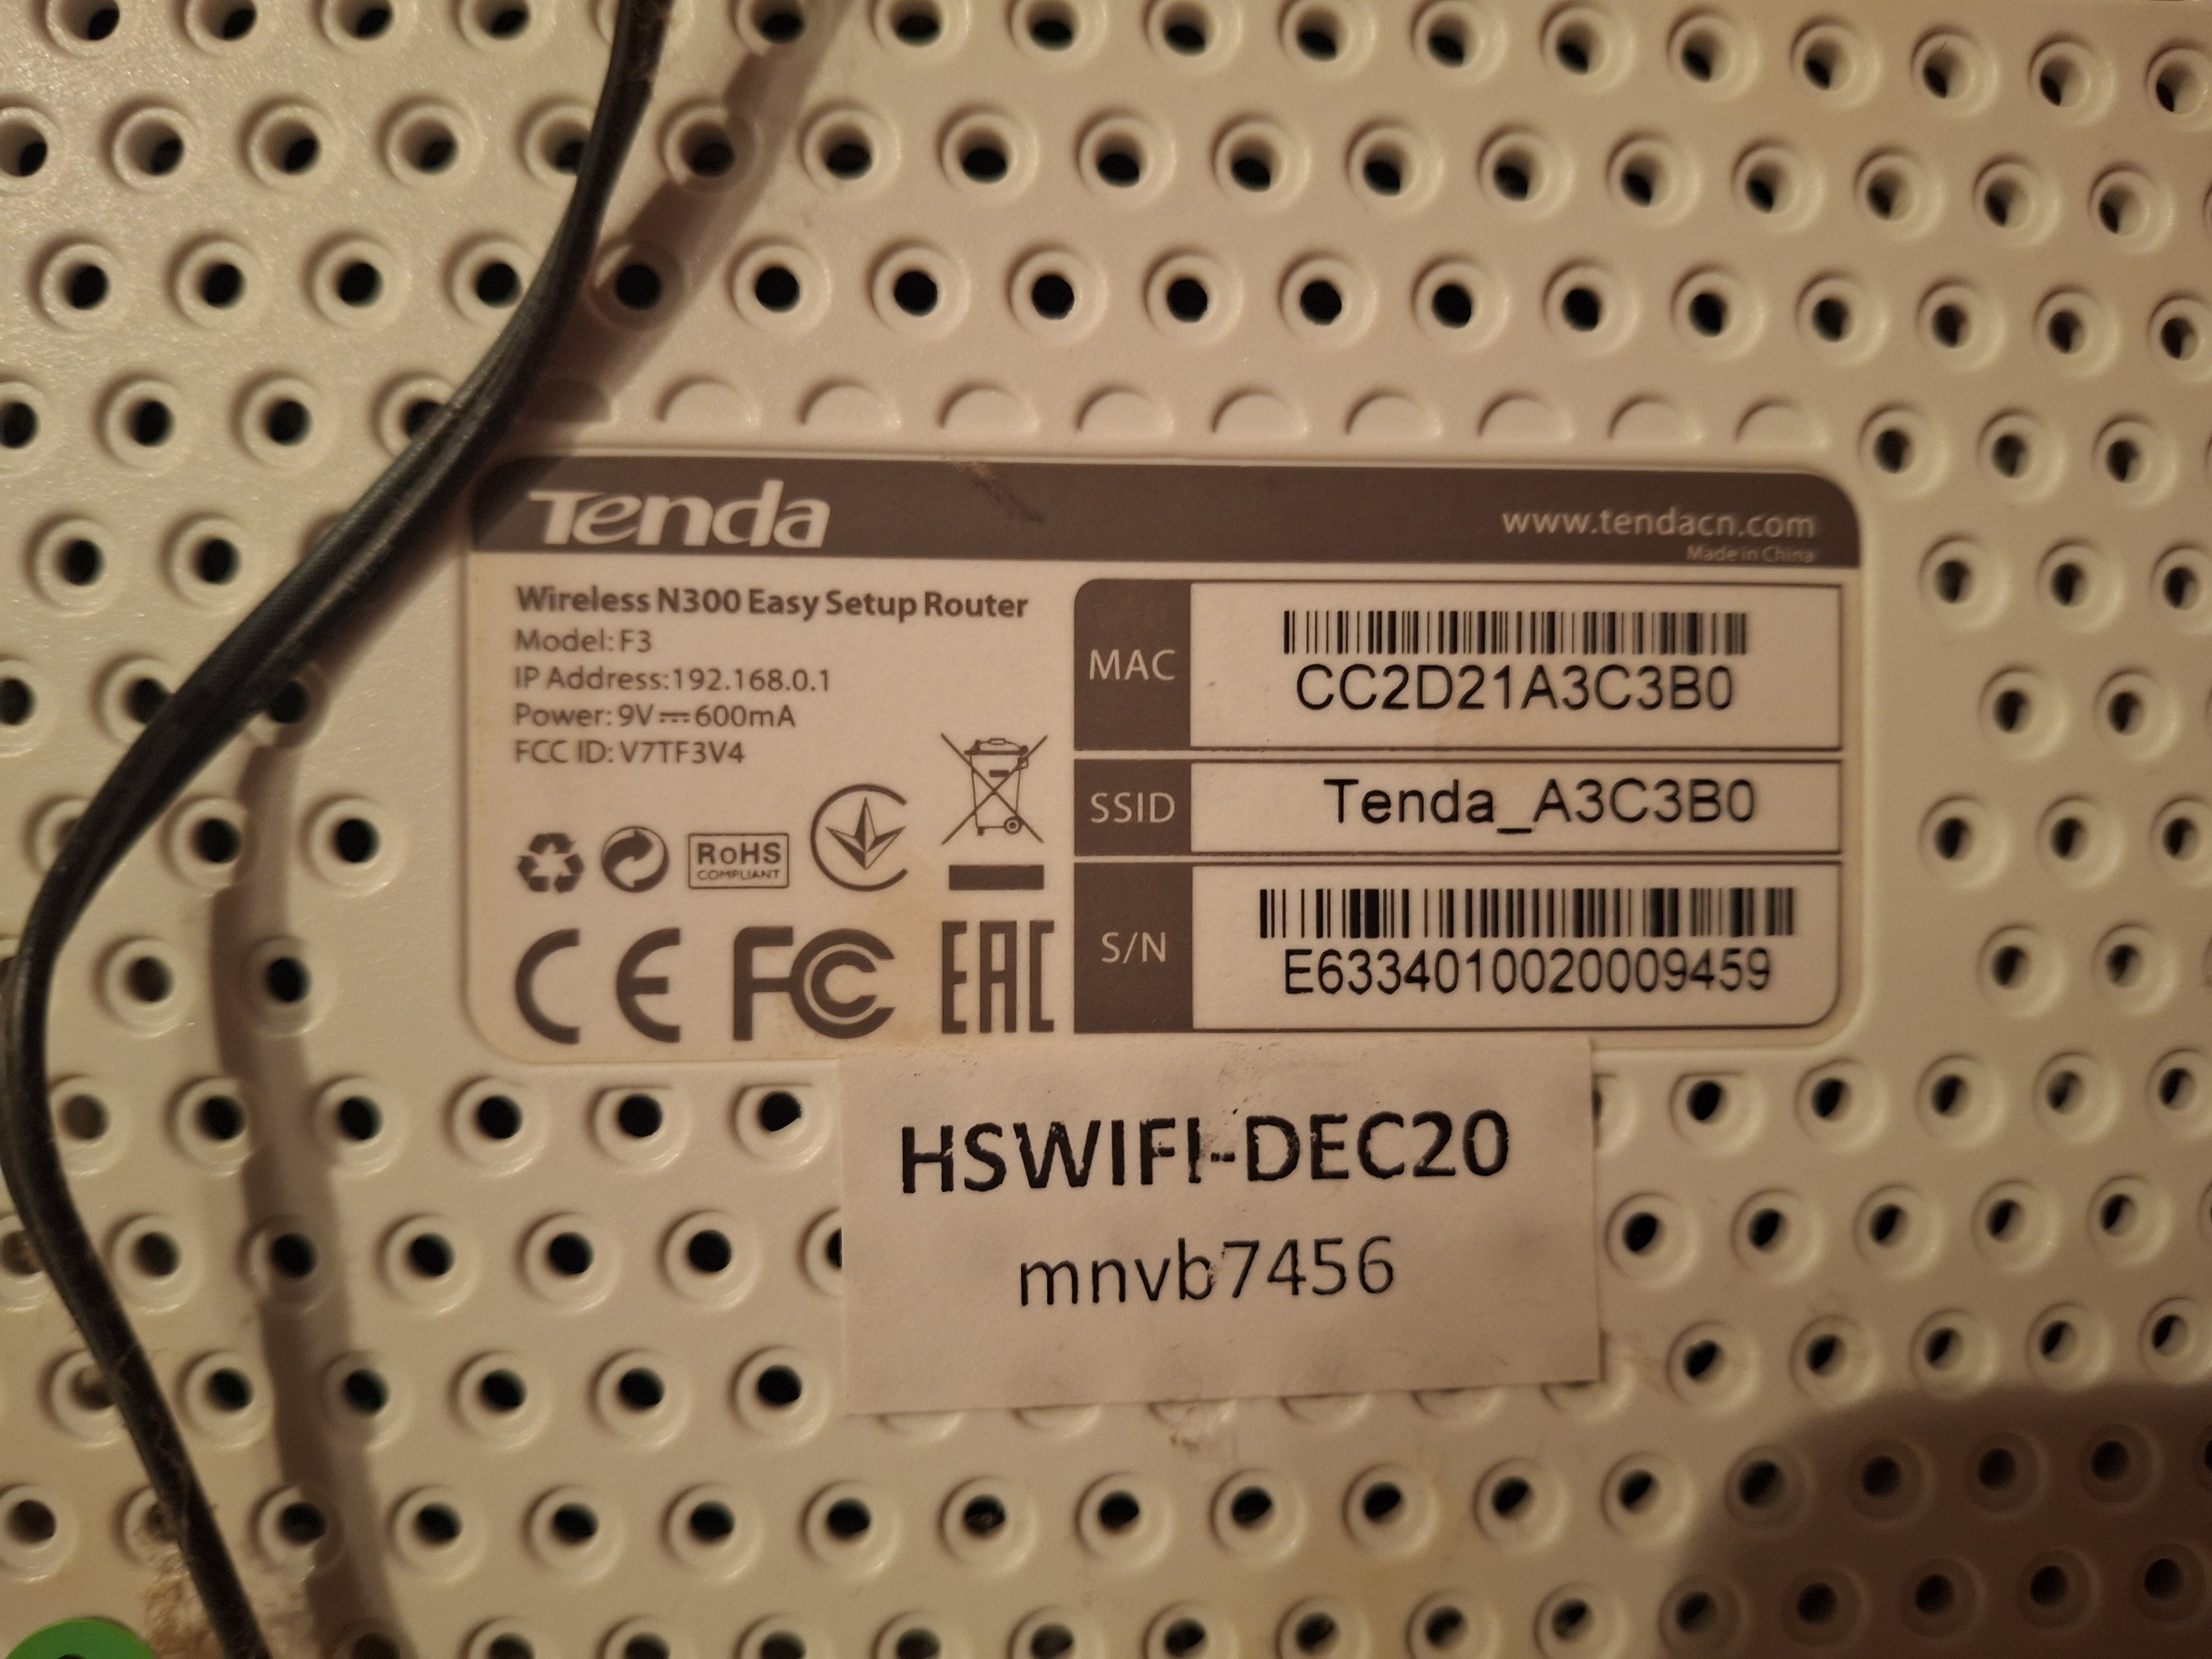 Tenda
www.tendacn.com
Made in China
Wireless N300 Easy Setup Router
Model: F3
IP Address:192.168.0.1
Power: 9V⎓600mA
FCC ID: V7TF3V4
RoHS
COMPLIANT
CE FC EAC
MAC
CC2D21A3C3B0
SSID
Tenda_A3C3B0
S/N
E6334010020009459
HSWIFI-DEC20
mnvb7456